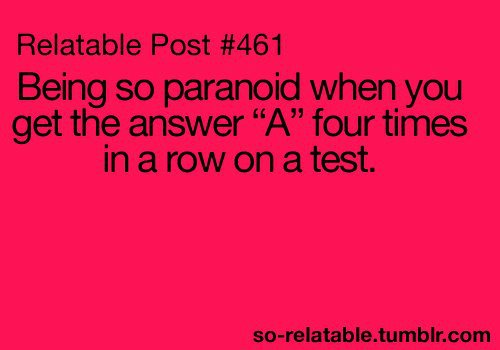 Relatable Post #461
Being so paranoid when you
get the answer “A” four times
in a row on a test.
so-relatable.tumblr.com